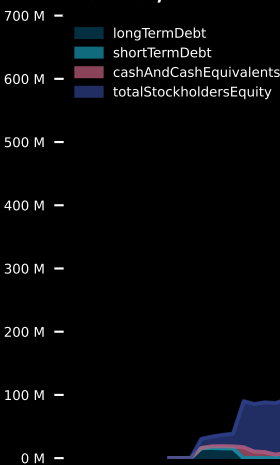 700 M
longTermDebt
shortTermDebt
cashAndCashEquivalents
totalStockholdersEquity
600 M
500 M
400 M
300 M
200 M
100 M
0 M